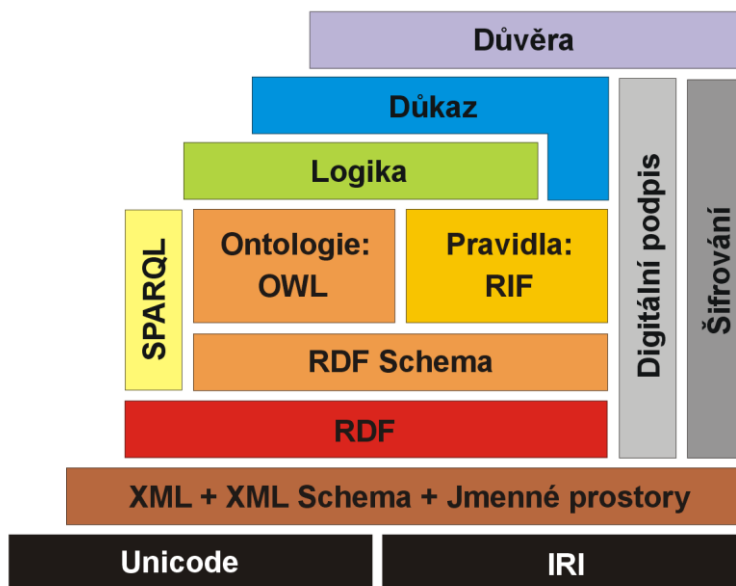 Důvěra
Důkaz
Logika
Ontologie:
OWL
Pravidla:
RIF
SPARQL
RDF Schema
RDF
Digitální podpis
Šifrování
XML + XML Schema + Jmenné prostory
Unicode
IRI